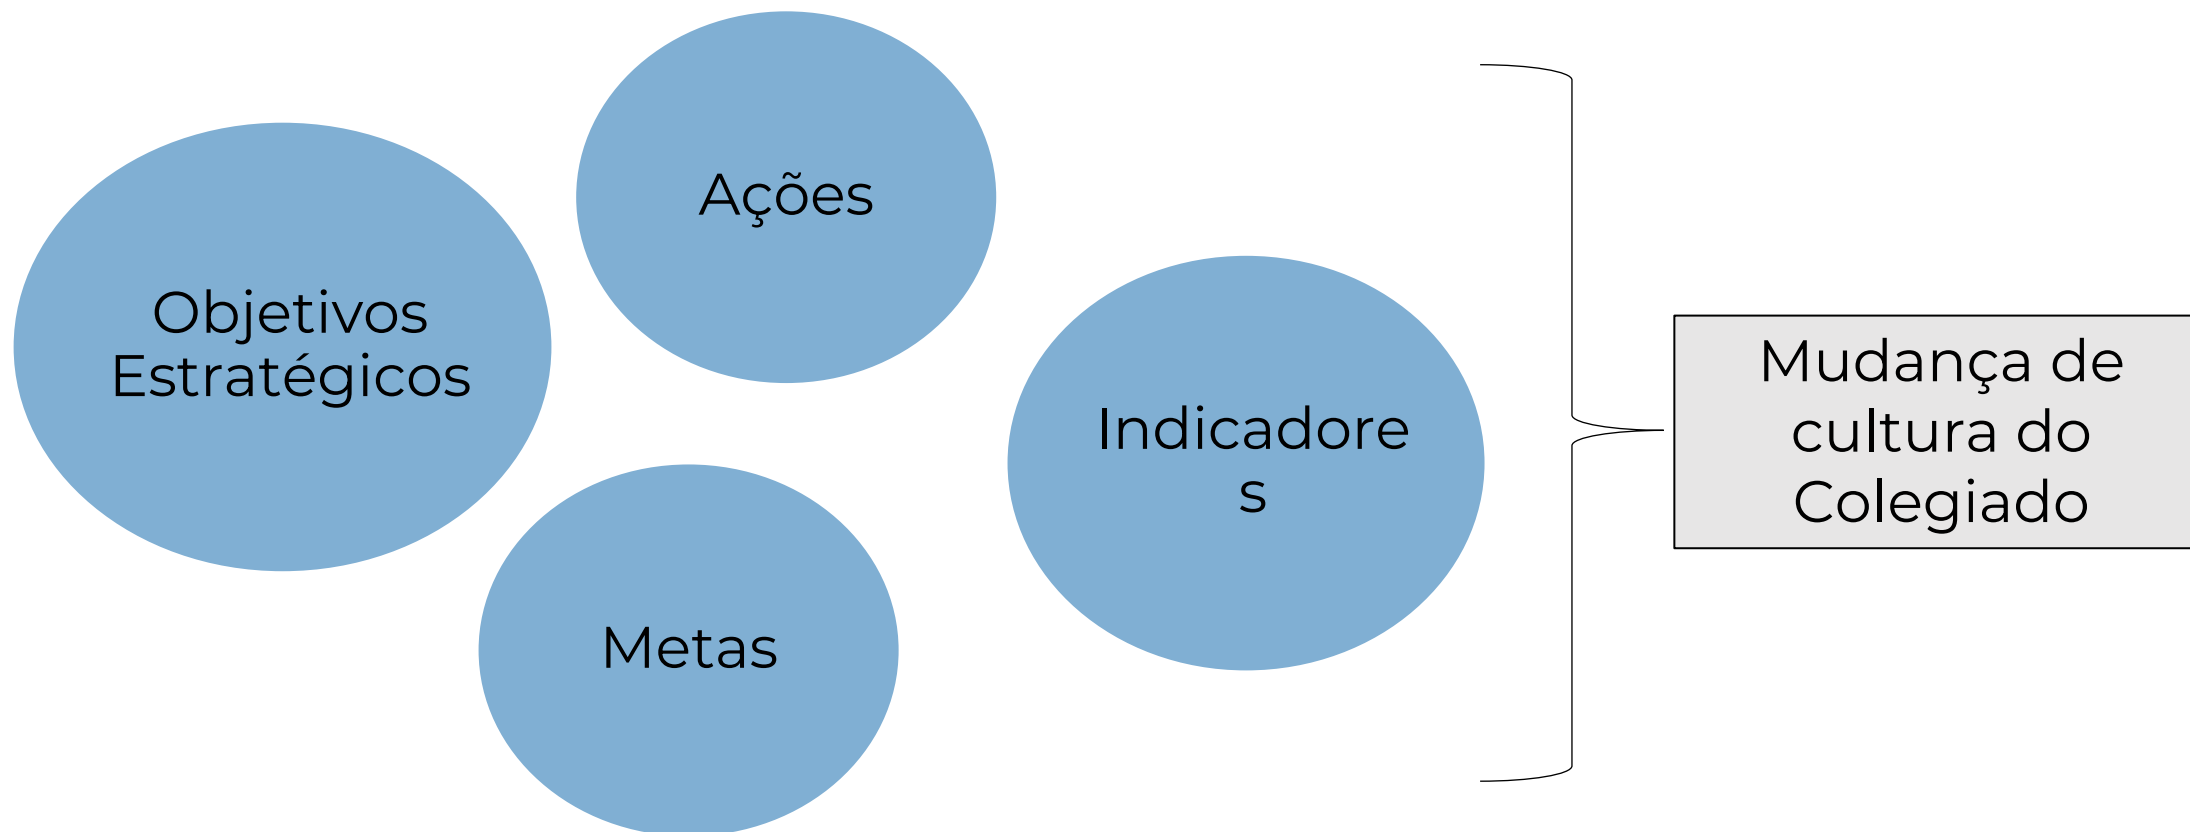 Objetivos
Estratégicos
Ações
Metas
Indicadore
s
Mudança de
cultura do
Colegiado